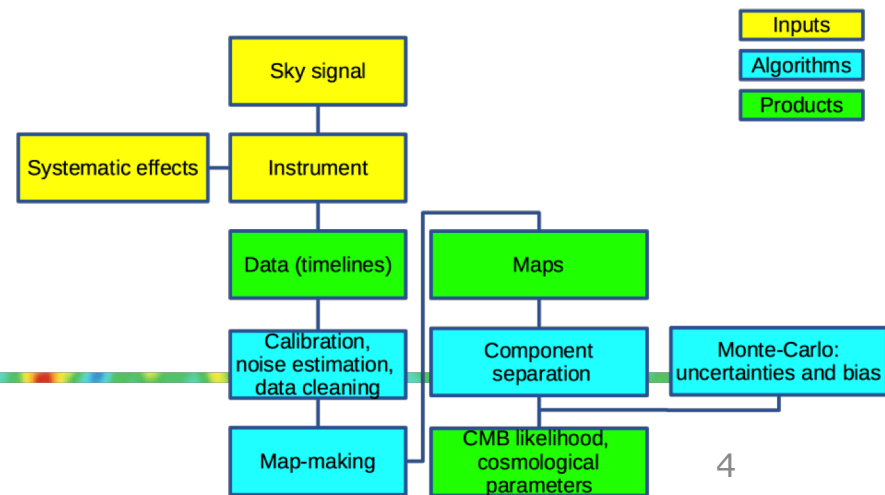 Inputs
Algorithms
Products
Sky signal
Systematic effects
Instrument
Data (timelines)
Maps
Calibration,
noise estimation,
data cleaning
Component
separation
Monte-Carlo:
uncertainties and bias
Map-making
CMB likelihood,
cosmological
parameters
4